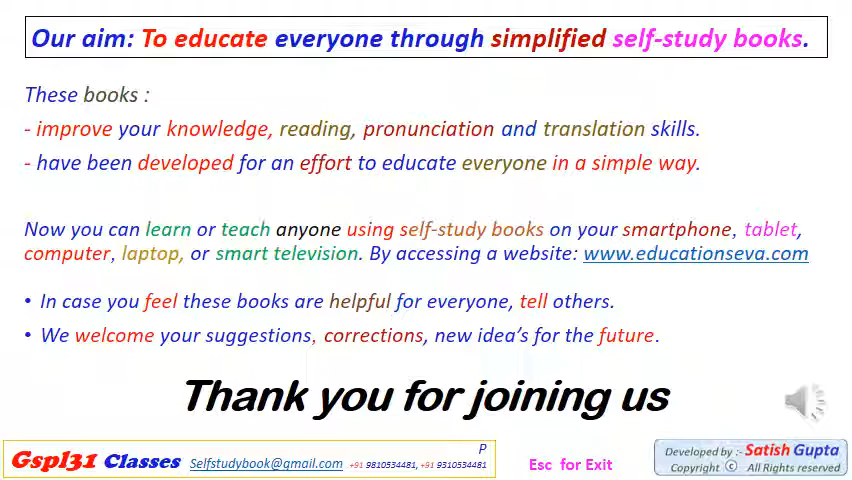 Our aim: To educate everyone through simplified self-study books.
These books :
- improve your knowledge, reading, pronunciation and translation skills.
- have been developed for an effort to educate everyone in a simple way.
Now you can learn or teach anyone using self-study books on your smartphone, tablet,
computer, laptop, or smart television. By accessing a website: www.educationseva.com
• In case you feel these books are helpful for everyone, tell others.
• We welcome your suggestions, corrections, new idea's for the future.
Thank you for joining us
P
Gspl31 Classes Selfstudybook@gmail.com +91 9810534481, +91 9310534481
Esc for Exit
Developed by :- Satish Gupta
Copyright © All Rights reserved